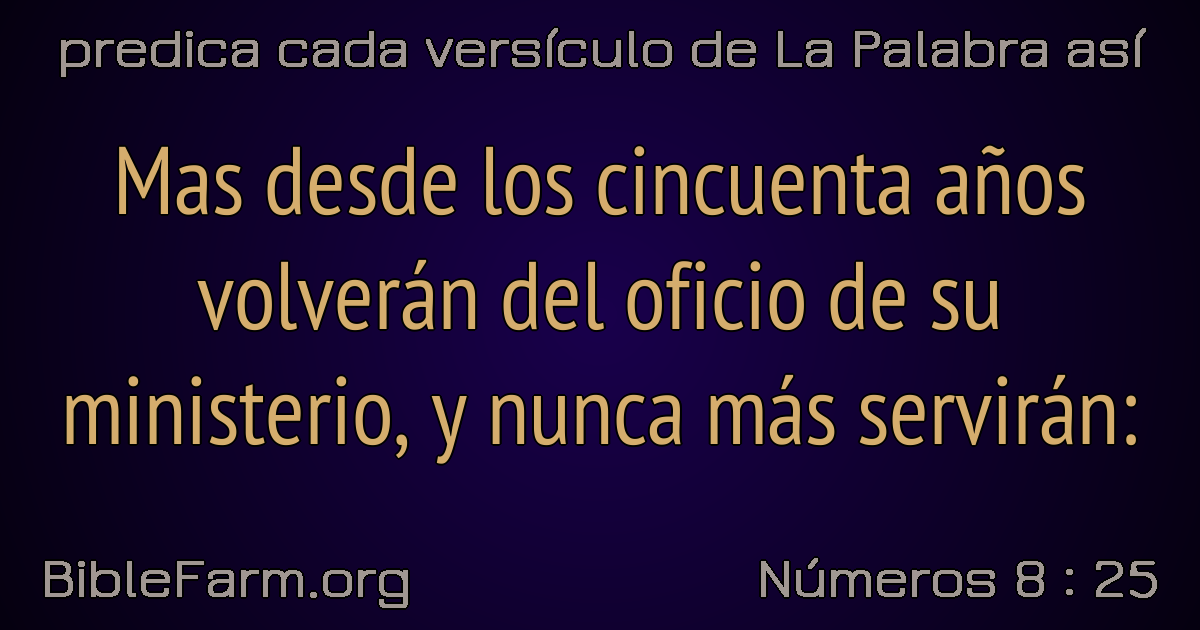 predica cada versículo de La Palabra así
Mas desde los cincuenta años
volverán del oficio de su
ministerio, y nunca más servirán:
BibleFarm.org
Números 8 : 25